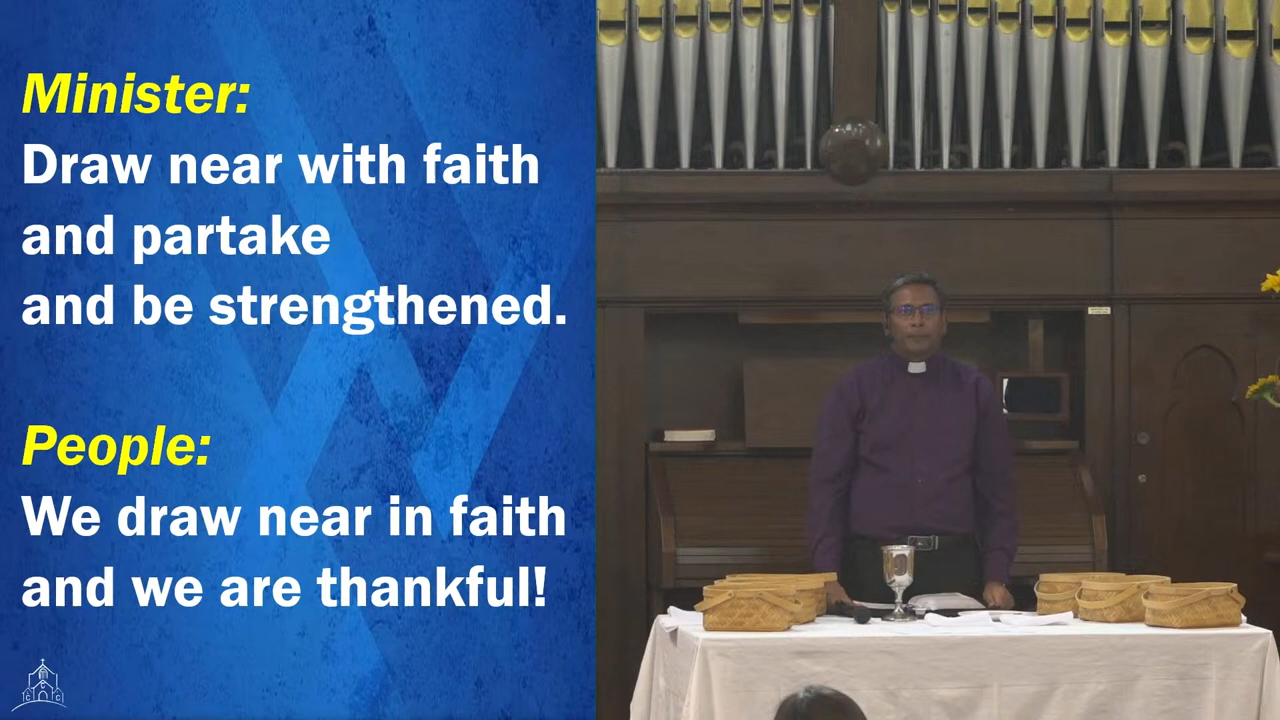 Minister:
Draw near with faith
and partake
and be strengthened.
People:
We draw near in faith
and we are thankful!